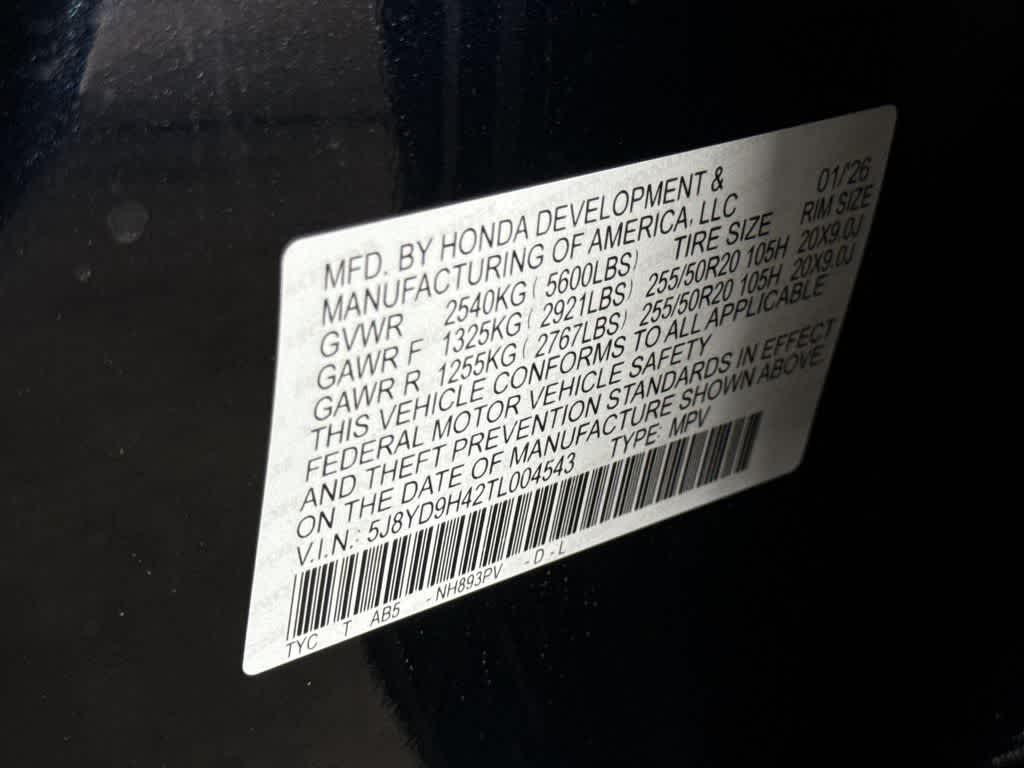 MFD. BY HONDA DEVELOPMENT & 01/'26
MANUFACTURING OF AMERICA, LLC
GVWR 2540KG ( 5600LBS) TIRE SIZE RIM SIZE
GAWR F 1325KG ( 2921LBS) 255/50R20 105H 20X9.0J
GAWR R 1255KG ( 2767LBS) 255/50R20 105H 20X9.0J
THIS VEHICLE CONFORMS TO ALL APPLICABLE
FEDERAL MOTOR VEHICLE SAFETY
AND THEFT PREVENTION STANDARDS IN EFFECT
ON THE DATE OF MANUFACTURE SHOWN ABOVE.
V.I.N.: 5J8YD9H42TL004543 TYPE: MPV
TYC T AB5 -NH893PV -D-L